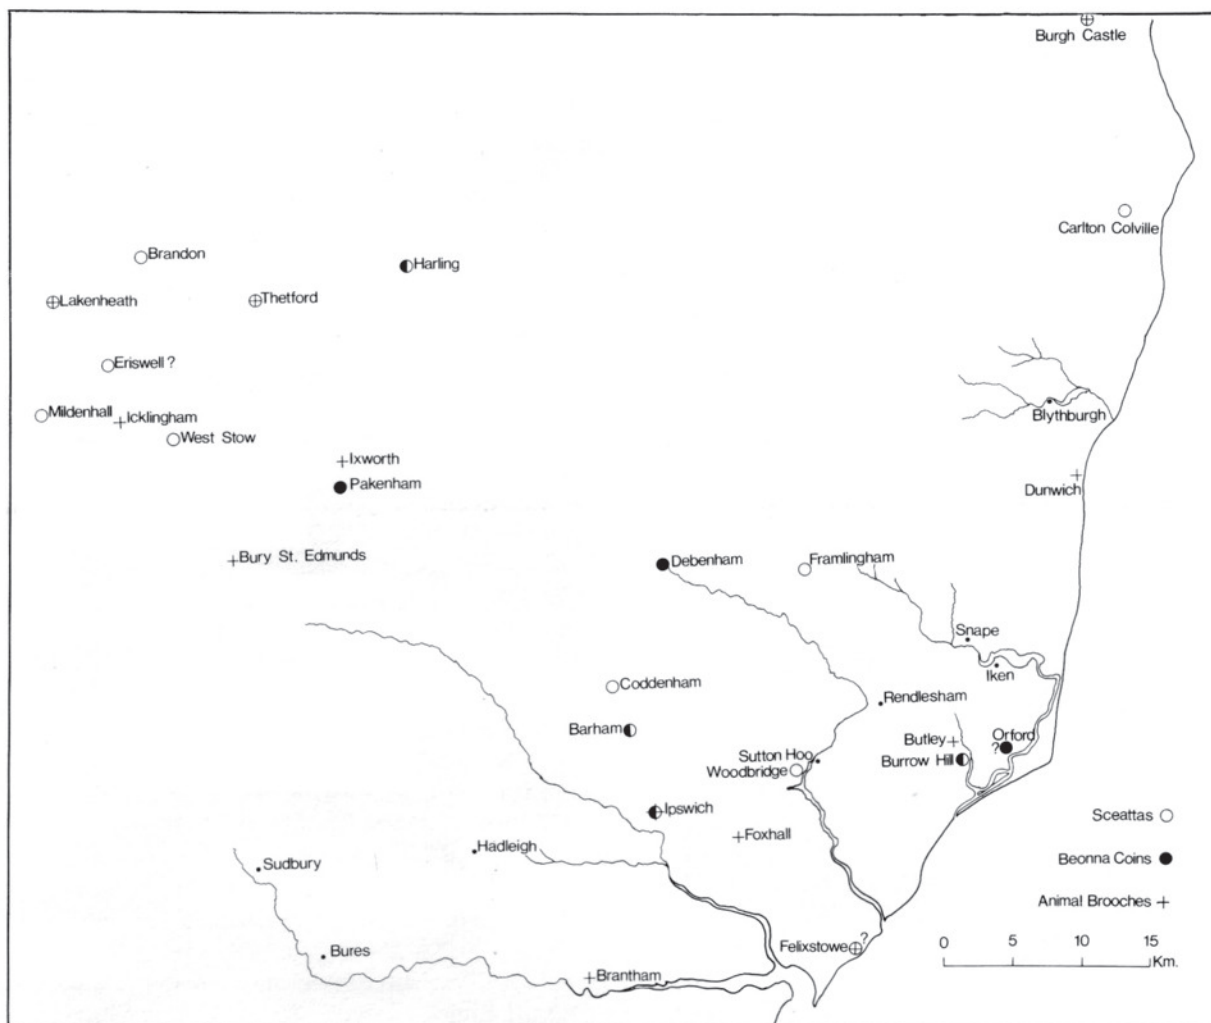 Burgh Castle
Carlton Colville
Brandon
Harling
Lakenheath
Thetford
Eriswell ?
Mildenhall
Icklingham
West Stow
Blythburgh
Ixworth
Pakenham
Dunwich
Bury St. Edmunds
Debenham
Framlingham
Snape
Iken
Coddenham
Rendlesham
Barham
Butley
Orford
?
Sutton Hoo
Woodbridge
Burrow Hill
Ipswich
Foxhall
Hadleigh
Sudbury
Sceattas
Beonna Coins
Animal Brooches
Bures
Felixstowe ?
Brantham
0 5 10 15
Km.